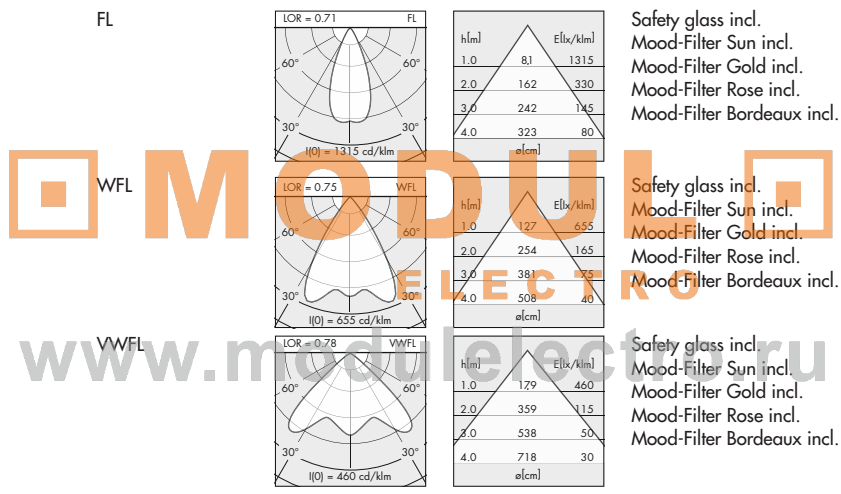 FL
LOR = 0.71 FL
60° 60°
30° 30°
I(0) = 1315 cd/klm
h[m] E[lx/klm]
1.0 8,1 1315
2.0 162 330
3.0 242 145
4.0 323 80
ø[cm]
Safety glass incl.
Mood-Filter Sun incl.
Mood-Filter Gold incl.
Mood-Filter Rose incl.
Mood-Filter Bordeaux incl.
MODUL
ELECTRO
www.modulelectro.ru
WFL
LOR = 0.75 WFL
60° 60°
30° 30°
I(0) = 655 cd/klm
h[m] E[lx/klm]
1.0 127 655
2.0 254 165
3.0 381 75
4.0 508 40
ø[cm]
Safety glass incl.
Mood-Filter Sun incl.
Mood-Filter Gold incl.
Mood-Filter Rose incl.
Mood-Filter Bordeaux incl.
VWFL
LOR = 0.78 VWFL
60° 60°
30° 30°
I(0) = 460 cd/klm
h[m] E[lx/klm]
1.0 179 460
2.0 359 115
3.0 538 50
4.0 718 30
ø[cm]
Safety glass incl.
Mood-Filter Sun incl.
Mood-Filter Gold incl.
Mood-Filter Rose incl.
Mood-Filter Bordeaux incl.